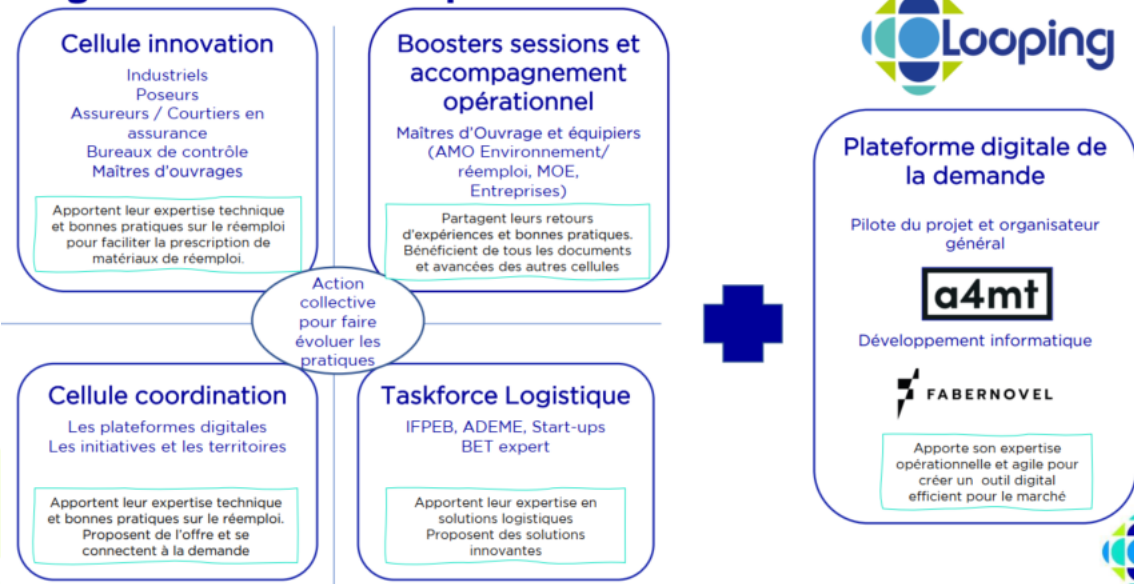 Cellule innovation
Industriels
Poseurs
Assureurs / Courtiers en
assurance
Bureaux de contrôle
Maîtres d'ouvrages
Apportent leur expertise technique
et bonnes pratiques sur le réemploi
pour faciliter la prescription de
matériaux de réemploi.
Boosters sessions et
accompagnement
opérationnel
Maîtres d'Ouvrage et équipiers
(AMO Environnement/
réemploi, MOE,
Entreprises)
Partagent leurs retours
d'expériences et bonnes pratiques.
Bénéficient de tous les documents
et avancées des autres cellules
Action
collective
pour faire
évoluer les
pratiques
Cellule coordination
Les plateformes digitales
Les initiatives et les territoires
Apportent leur expertise technique
et bonnes pratiques sur le réemploi.
Proposent de l'offre et se
connectent à la demande
Taskforce Logistique
IFPEB, ADEME, Start-ups
BET expert
Apportent leur expertise en
solutions logistiques
Proposent des solutions
innovantes
Looping
Plateforme digitale de
la demande
Pilote du projet et organisateur
général
a4mt
Développement informatique
FABERNOVEL
Apporte son expertise
opérationnelle et agile pour
créer un outil digital
efficient pour le marché